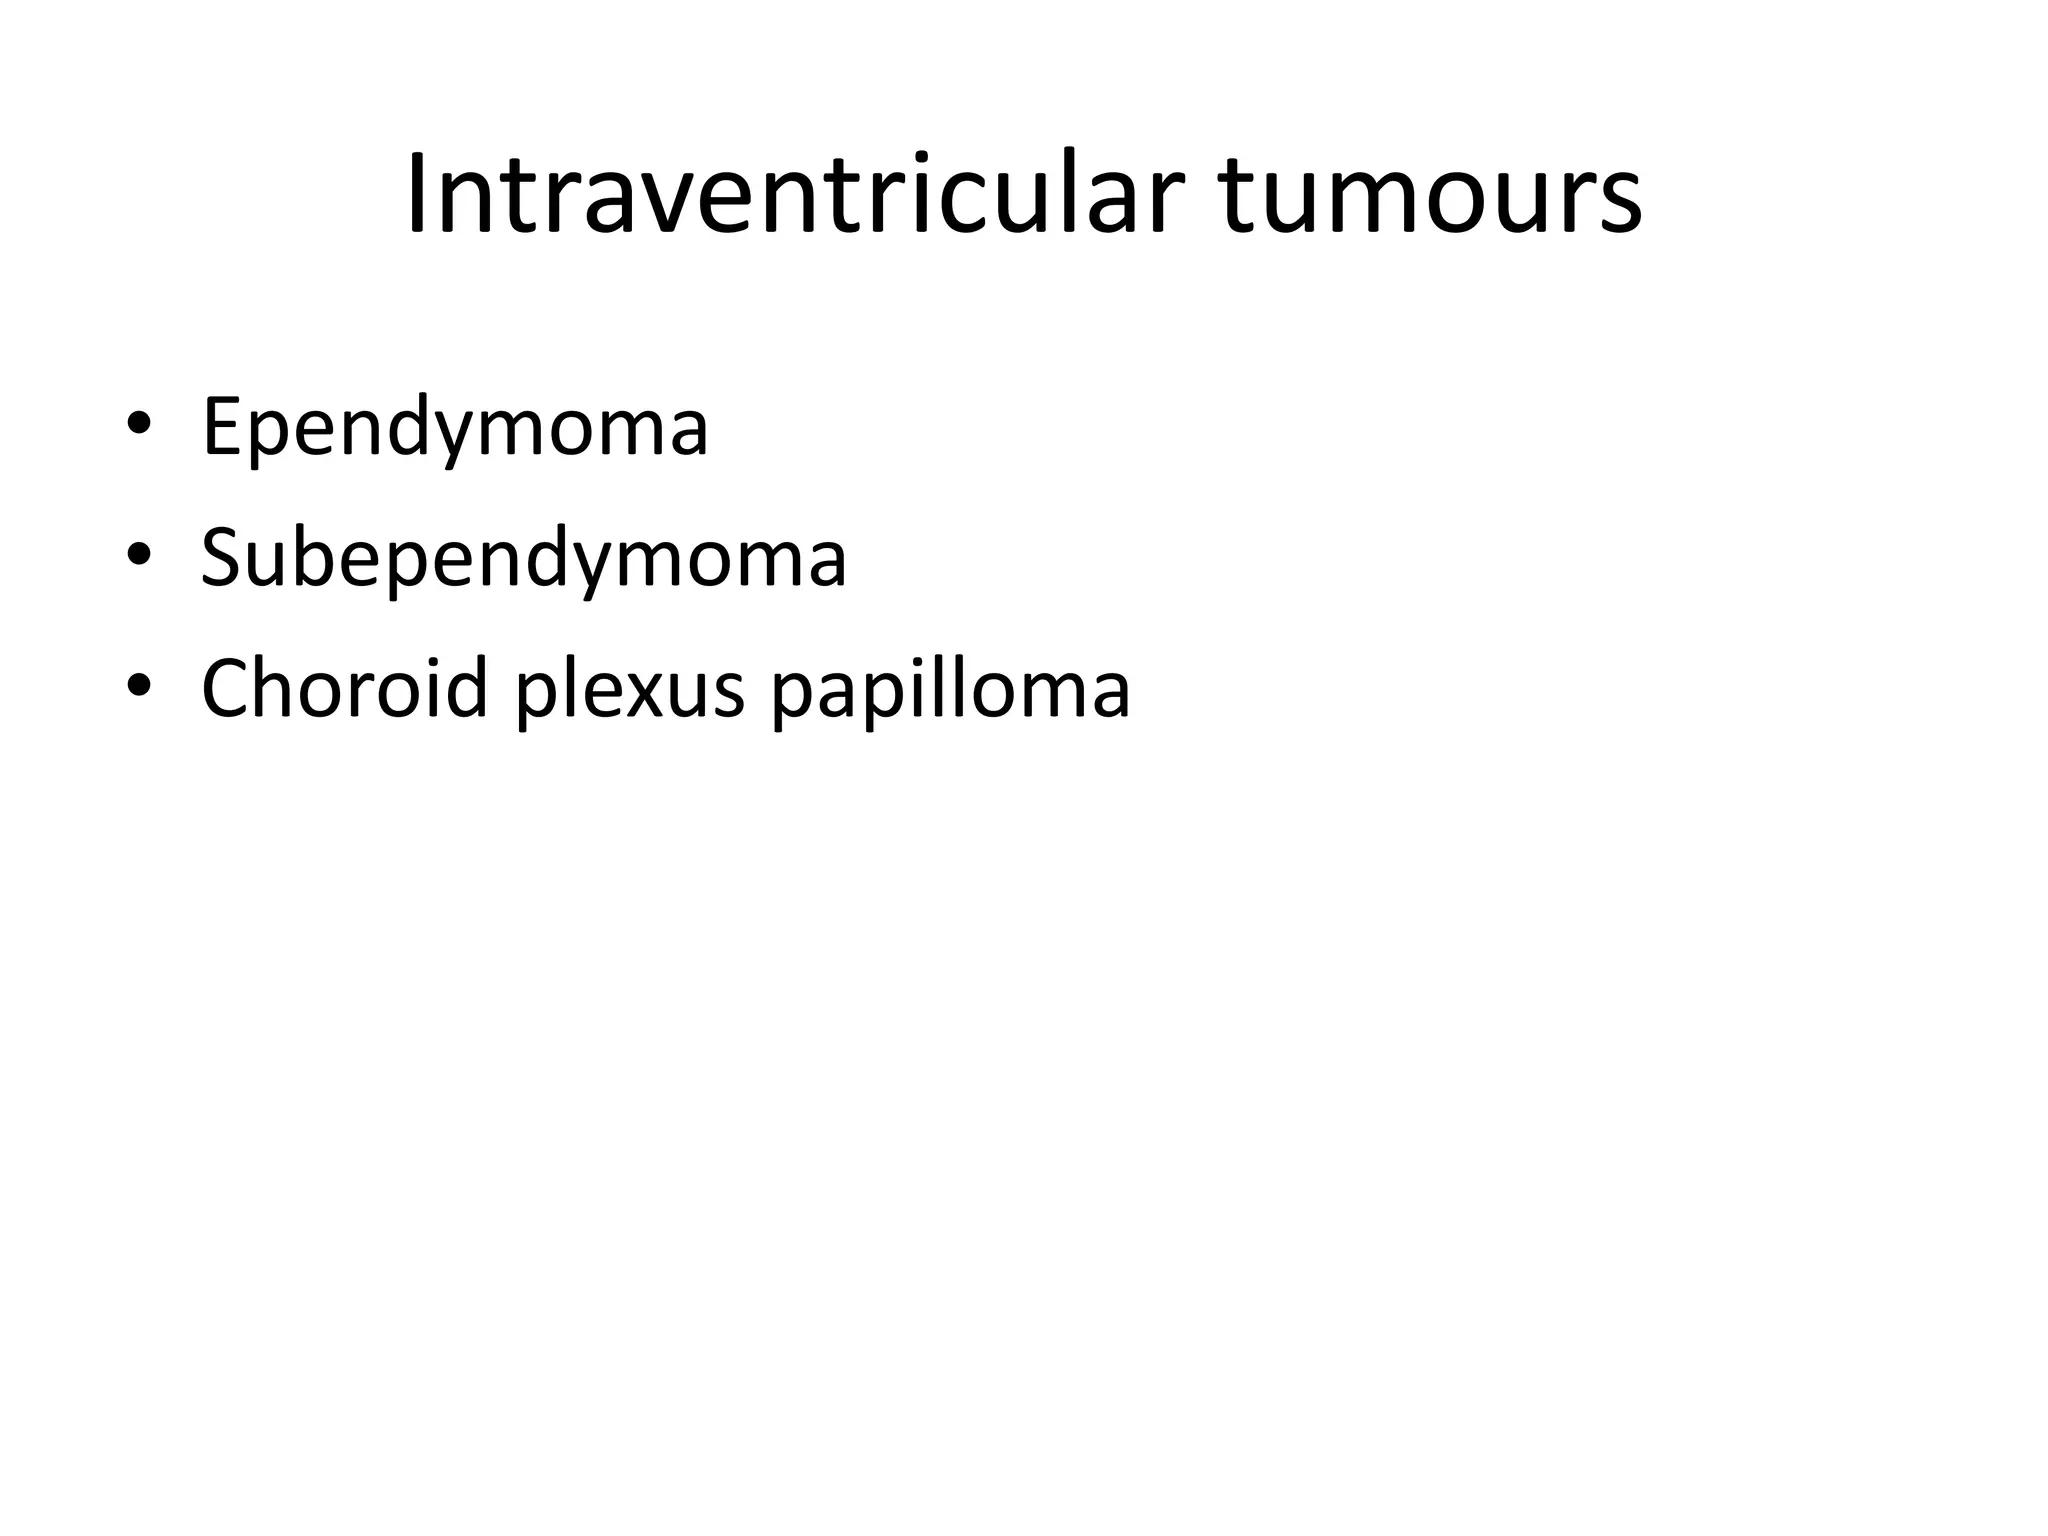 Intraventricular tumours
• Ependymoma
• Subependymoma
• Choroid plexus papilloma